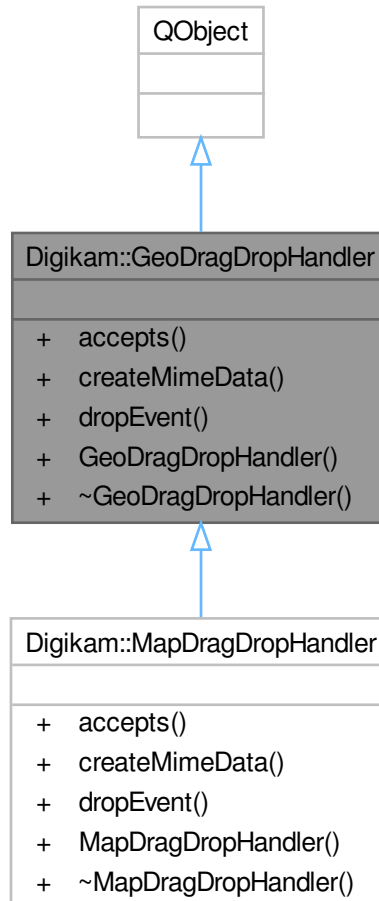 QObject
Digikam::GeoDragDropHandler
+ accepts()
+ createMimeData()
+ dropEvent()
+ GeoDragDropHandler()
+ ~GeoDragDropHandler()
Digikam::MapDragDropHandler
+ accepts()
+ createMimeData()
+ dropEvent()
+ MapDragDropHandler()
+ ~MapDragDropHandler()